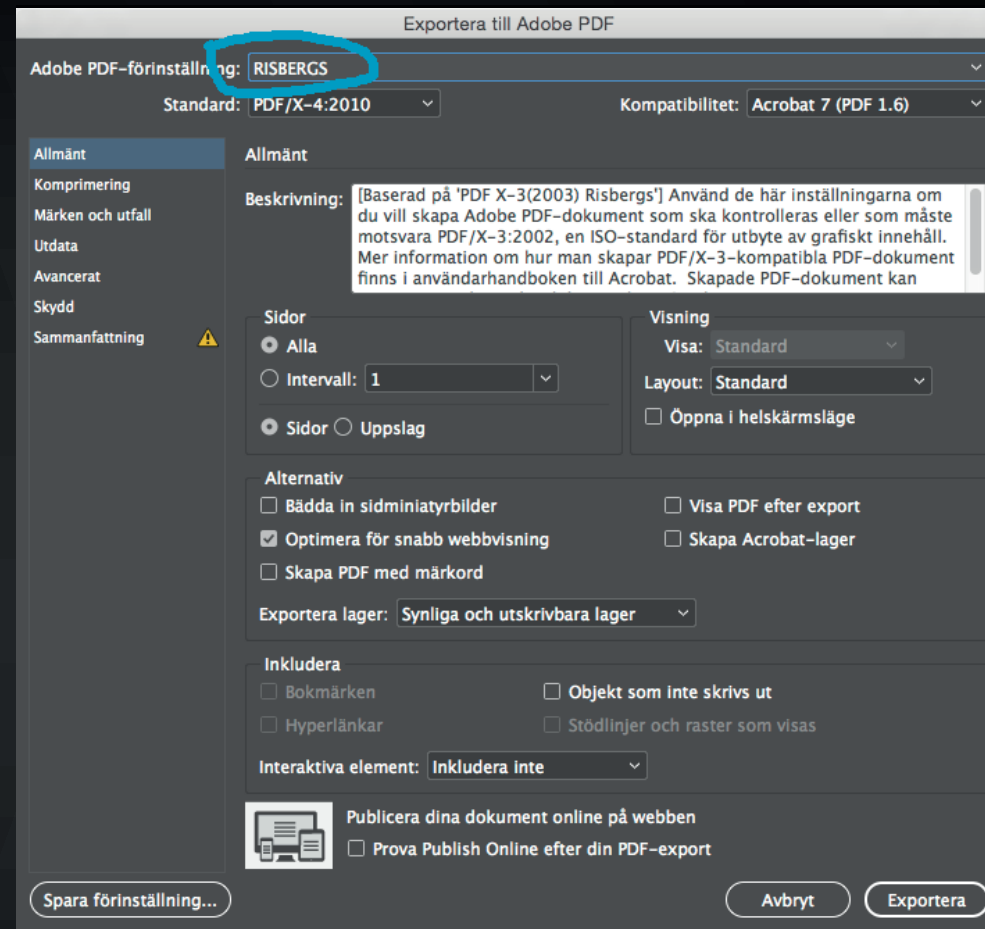 Exportera till Adobe PDF
Adobe PDF-förinställning: RISBERGS
Standard: PDF/X-4:2010 Kompatibilitet: Acrobat 7 (PDF 1.6)
Allmänt
Komprimering
Märken och utfall
Utdata
Avancerat
Skydd
Sammanfattning
Allmänt
Beskrivning: [Baserad på 'PDF X-3(2003) Risbergs'] Använd de här inställningarna om
du vill skapa Adobe PDF-dokument som ska kontrolleras eller som måste
motsvara PDF/X-3:2002, en ISO-standard för utbyte av grafiskt innehåll.
Mer information om hur man skapar PDF/X-3-kompatibla PDF-dokument
finns i användarhandboken till Acrobat. Skapade PDF-dokument kan
Sidor
Alla
Intervall: 1
Sidor Uppslag
Visning
Visa: Standard
Layout: Standard
Öppna i helskärmsläge
Alternativ
Bädda in sidminiatyrbilder Visa PDF efter export
Optimera för snabb webbvisning Skapa Acrobat-lager
Skapa PDF med märkord
Exportera lager: Synliga och utskrivbara lager
Inkludera
Bokmärken Objekt som inte skrivs ut
Hyperlänkar Stödlinjer och raster som visas
Interaktiva element: Inkludera inte
Publicera dina dokument online på webben
Prova Publish Online efter din PDF-export
Spara förinställning... Avbryt Exportera